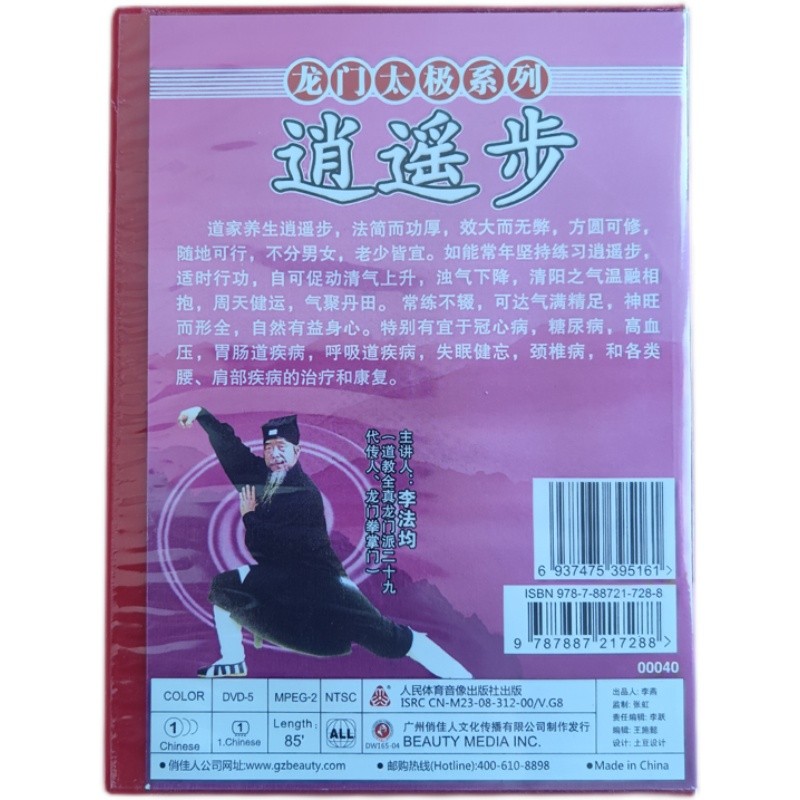 龙门太极系列
逍遥步
道家养生逍遥步，法简而功厚，效大而无弊，方圆可修，
随地可行，不分男女，老少皆宜。如能常年坚持练习逍遥步，
适时行功，自可促动清气上升，浊气下降，清阳之气温融相
抱，周天健运，气聚丹田。常练不辍，可达气满精足，神旺
而形全，自然有益身心。特别有宜于冠心病，糖尿病，高血
压，胃肠道疾病，呼吸道疾病，失眠健忘，颈椎病，和各类
腰、肩部疾病的治疗和康复。
主讲人：李法均
（道教全真龙门派二十九
代传人、龙门拳掌门）
6 937475 395161
ISBN 978-7-88721-728-8
9 787887 217288
00040
COLOR DVD-5 MPEG-2 NTSC
人民体育音像出版社出版
ISRC CN-M23-08-312-00/V.G8
出品人: 李燕
监制: 张虹
责任编辑: 李跃
编辑: 王施懿
设计: 土豆设计
1 Chinese
1.Chinese
Length: 85'
ALL
DW165-04
广州俏佳人文化传播有限公司制作发行
BEAUTY MEDIA INC.
●俏佳人公司网址:www.gzbeauty.com ●邮购热线(Hotline):400-610-8898 ●Made in China